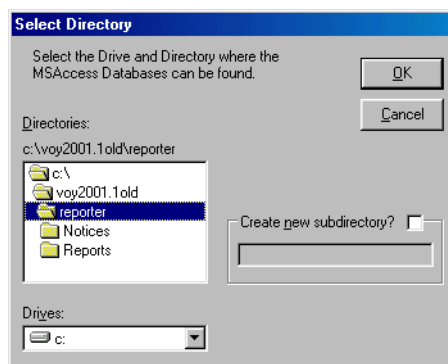 Select Directory
Select the Drive and Directory where the
MSAccess Databases can be found.
OK
Cancel
Directories:
c:\voy2001.1old\reporter
c:\
voy2001.1old
reporter
Notices
Reports
Create new subdirectory?
Drives:
c: